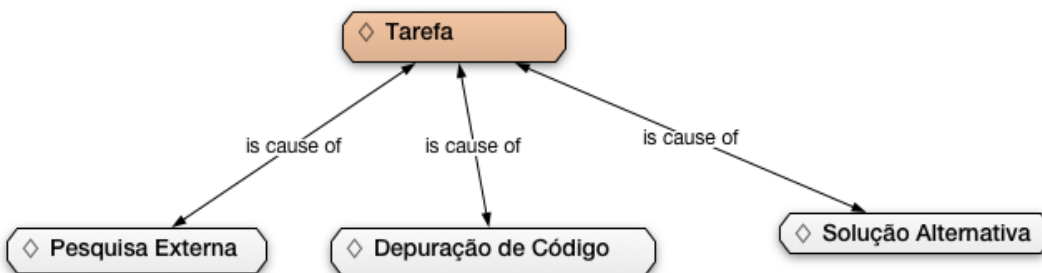 Tarefa
is cause of
is cause of
is cause of
Pesquisa Externa
Depuração de Código
Solução Alternativa